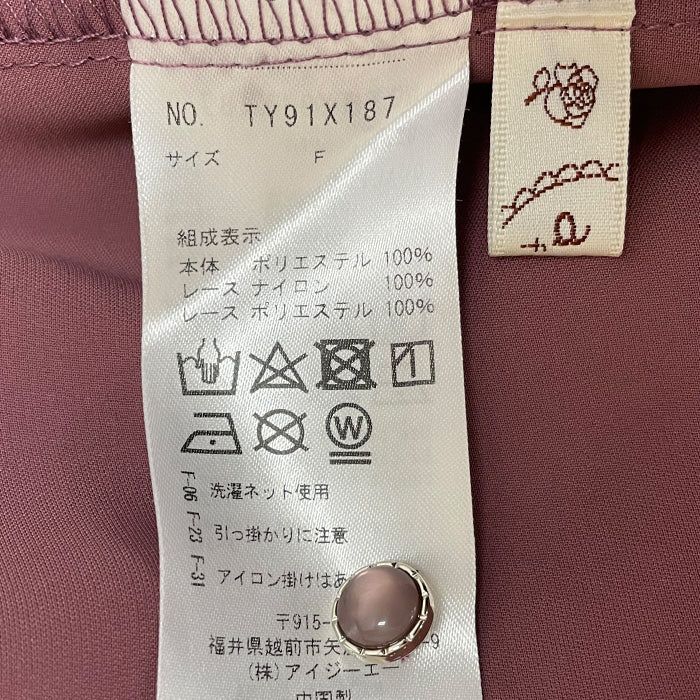 NO. TY91X187
サイズ F
組成表示
本体 ポリエステル 100%
レース ナイロン 100%
レース ポリエステル 100%
W
F-06 洗濯ネット使用
F-23 引っ掛かりに注意
F-31 アイロン掛けはあ
〒915-
福井県越前市矢 -9
(株)アイジーエー
中国製